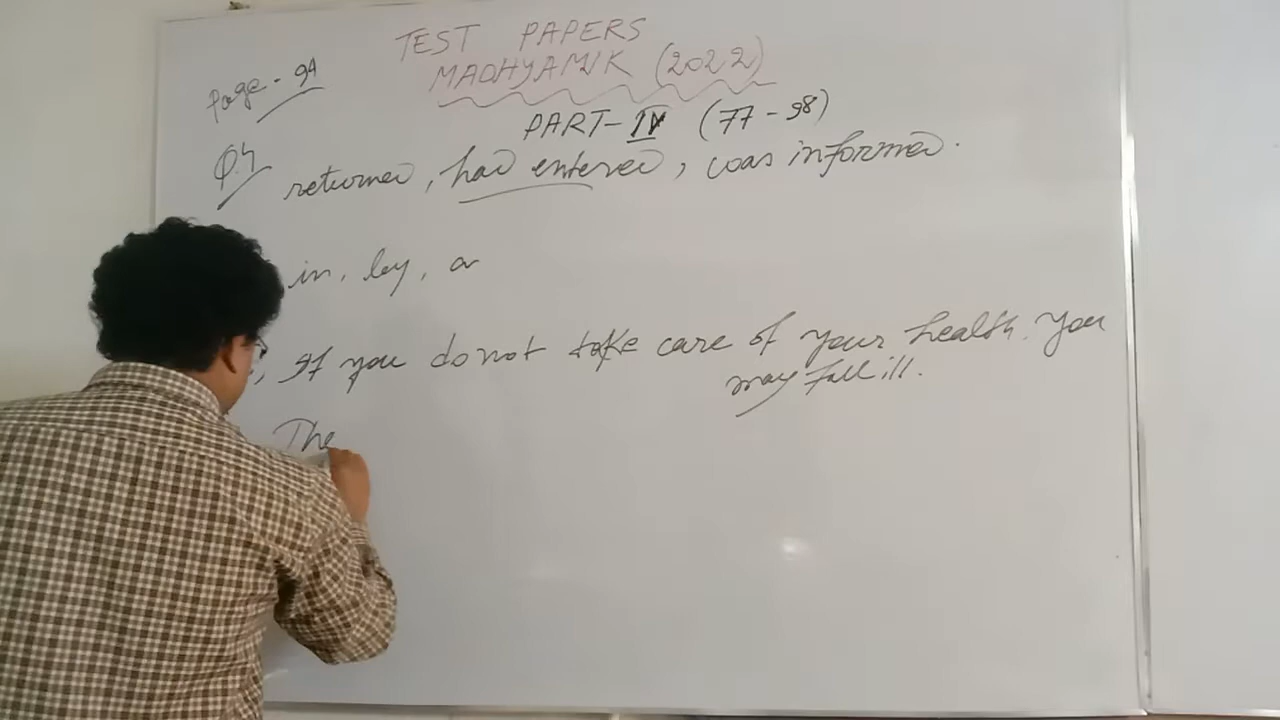 TEST PAPERS
MADHYAMIK (2022)
Page - 94
PART-IV (77 - 98)
Q.4 returned, had entered, was informed.
in, by, a
, If you do not take care of your health. You
may fall ill.
The